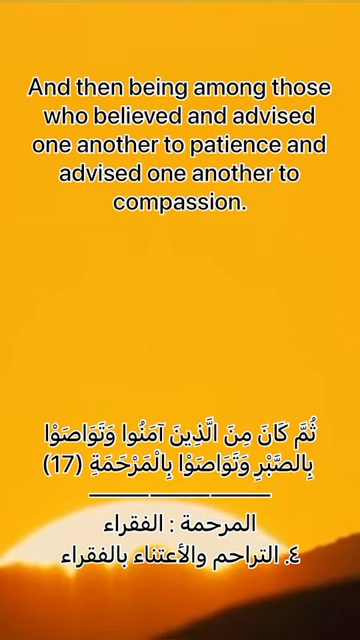 And then being among those
who believed and advised
one another to patience and
advised one another to
compassion.
ثُمَّ كَانَ مِنَ الَّذِينَ آمَنُوا وَتَوَاصَوْا
بِالصَّبْرِ وَتَوَاصَوْا بِالْمَرْحَمَةِ (17)
المرحمة : الفقراء
٤. التراحم والأعتناء بالفقراء